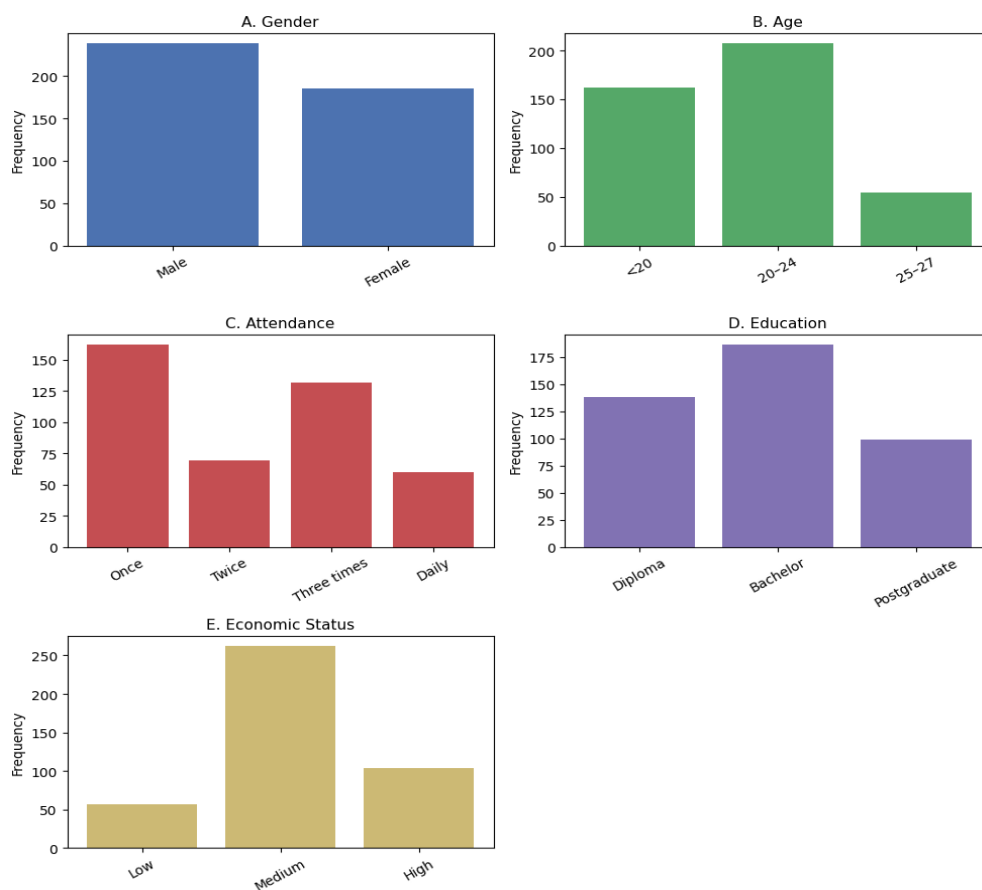 A. Gender
Frequency
200
150
100
50
0
Male
Female
B. Age
Frequency
200
150
100
50
0
<20
20–24
25–27
C. Attendance
Frequency
150
125
100
75
50
25
0
Once
Twice
Three times
Daily
D. Education
Frequency
175
150
125
100
75
50
25
0
Diploma
Bachelor
Postgraduate
E. Economic Status
Frequency
250
200
150
100
50
0
Low
Medium
High